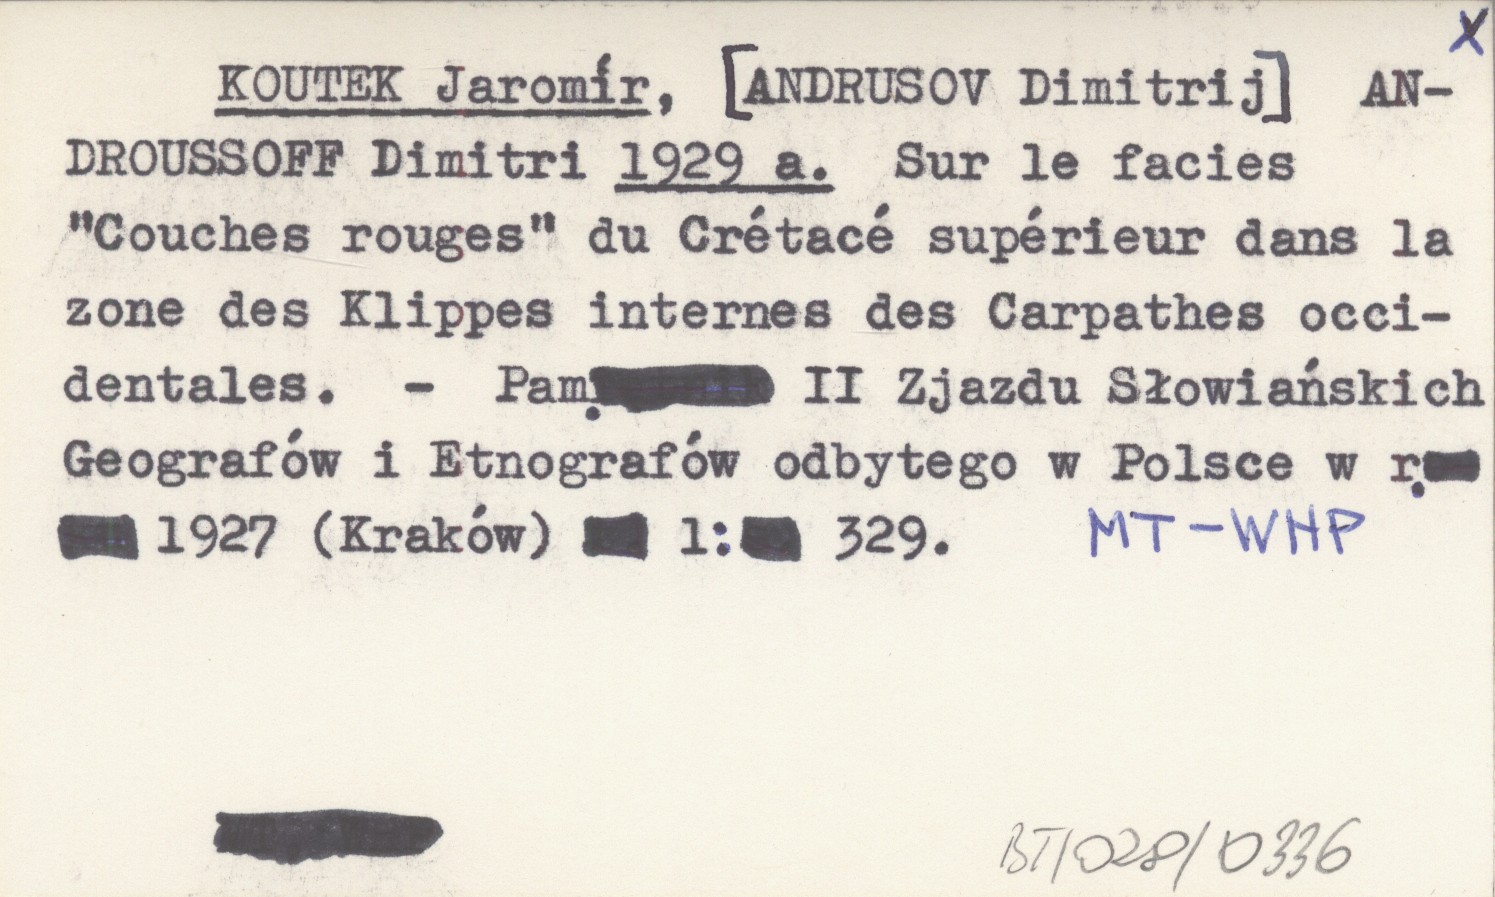 X
KOUTEK Jaromír, [ANDRUSOV Dimitrij] AN-
DROUSSOFF Dimitri 1929 a. Sur le facies
"Couches rouges" du Crétacé supérieur dans la
zone des Klippes internes des Carpathes occi-
dentales. - Pam. II Zjazdu Słowiańskich
Geografów i Etnografów odbytego w Polsce w r.
1927 (Kraków) 1: 329. MT-WHP
BT/028/0336